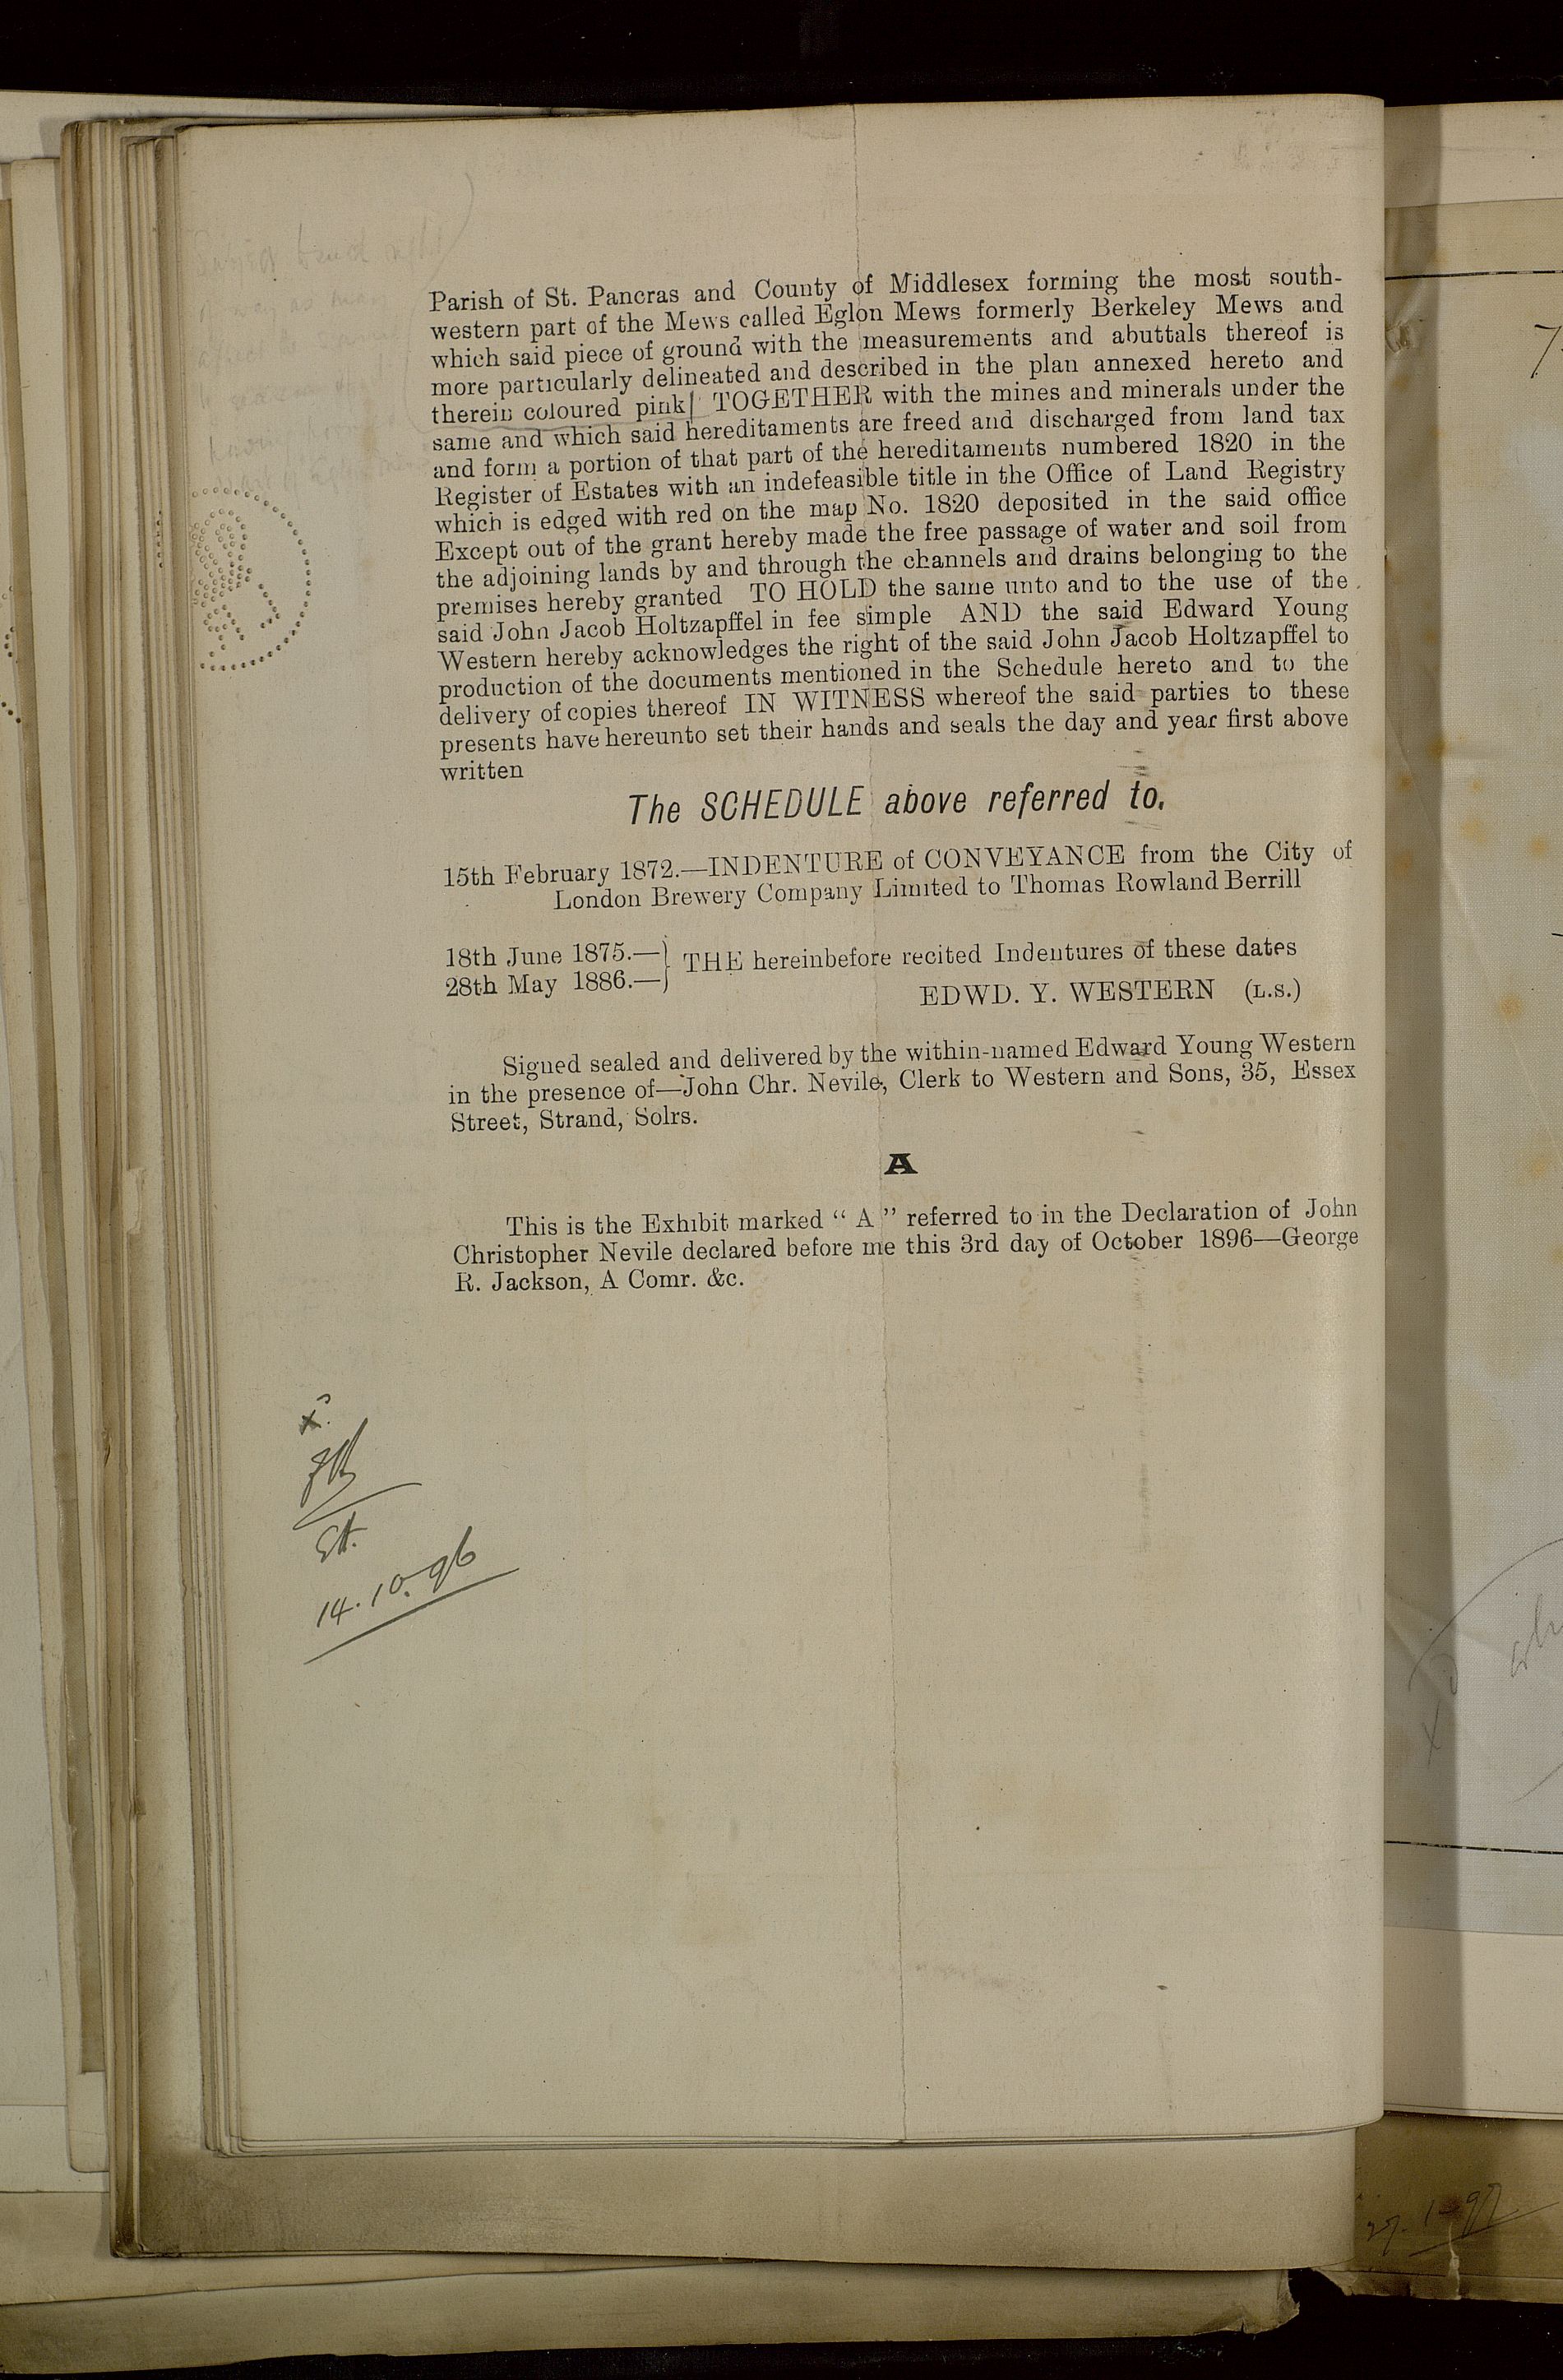 Parish of St. Pancras and County of Middlesex forming the most south-
western part of the Mews called Eglon Mews formerly Berkeley Mews and
which said piece of ground with the measurements and abuttals thereof is
more particularly delineated and described in the plan annexed hereto and
therein coloured pink TOGETHER with the mines and minerals under the
same and which said hereditaments are freed and discharged from land tax
and form a portion of that part of the hereditaments numbered 1820 in the
Register of Estates with an indefeasible title in the Office of Land Registry
which is edged with red on the map No. 1820 deposited in the said office
Except out of the grant hereby made the free passage of water and soil from
the adjoining lands by and through the channels and drains belonging to the
premises hereby granted TO HOLD the same unto and to the use of the
said John Jacob Holtzapffel in fee simple AND the said Edward Young
Western hereby acknowledges the right of the said John Jacob Holtzapffel to
production of the documents mentioned in the Schedule hereto and to the
delivery of copies thereof IN WITNESS whereof the said parties to these
presents have hereunto set their hands and seals the day and year first above
written
The SCHEDULE above referred to.
15th February 1872.—INDENTURE of CONVEYANCE from the City of
London Brewery Company Limited to Thomas Rowland Berrill
18th June 1875.—} THE hereinbefore recited Indentures of these dates
28th May 1886.—}
EDWD. Y. WESTERN (L.S.)
Signed sealed and delivered by the within-named Edward Young Western
in the presence of—John Chr. Nevile, Clerk to Western and Sons, 35, Essex
Street, Strand, Solrs.
A
This is the Exhibit marked “ A ” referred to in the Declaration of John
Christopher Nevile declared before me this 3rd day of October 1896—George
R. Jackson, A Comr. &c.
14.10.96
27.1.97